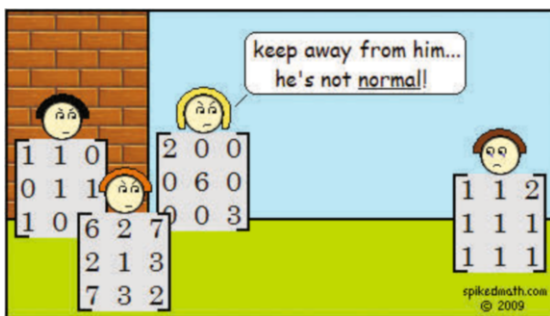 keep away from him...
he's not normal!
1 1 0
0 1 1
1 0
2 0 0
0 6 0
0 0 3
6 2 7
2 1 3
7 3 2
1 1 2
1 1 1
1 1 1
spikedmath.com
© 2009